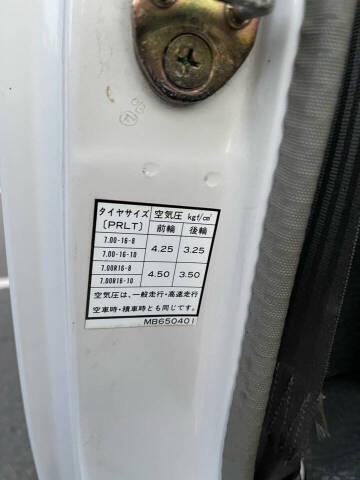 タイヤサイズ 空気圧 kgf/cm²
〔PRLT〕 前輪 後輪
7.00-16-8
4.25 3.25
7.00-16-10
7.00R16-8
4.50 3.50
7.00R16-10
空気圧は、一般走行・高速走行
空車時・積車時とも同じです。
MB650401